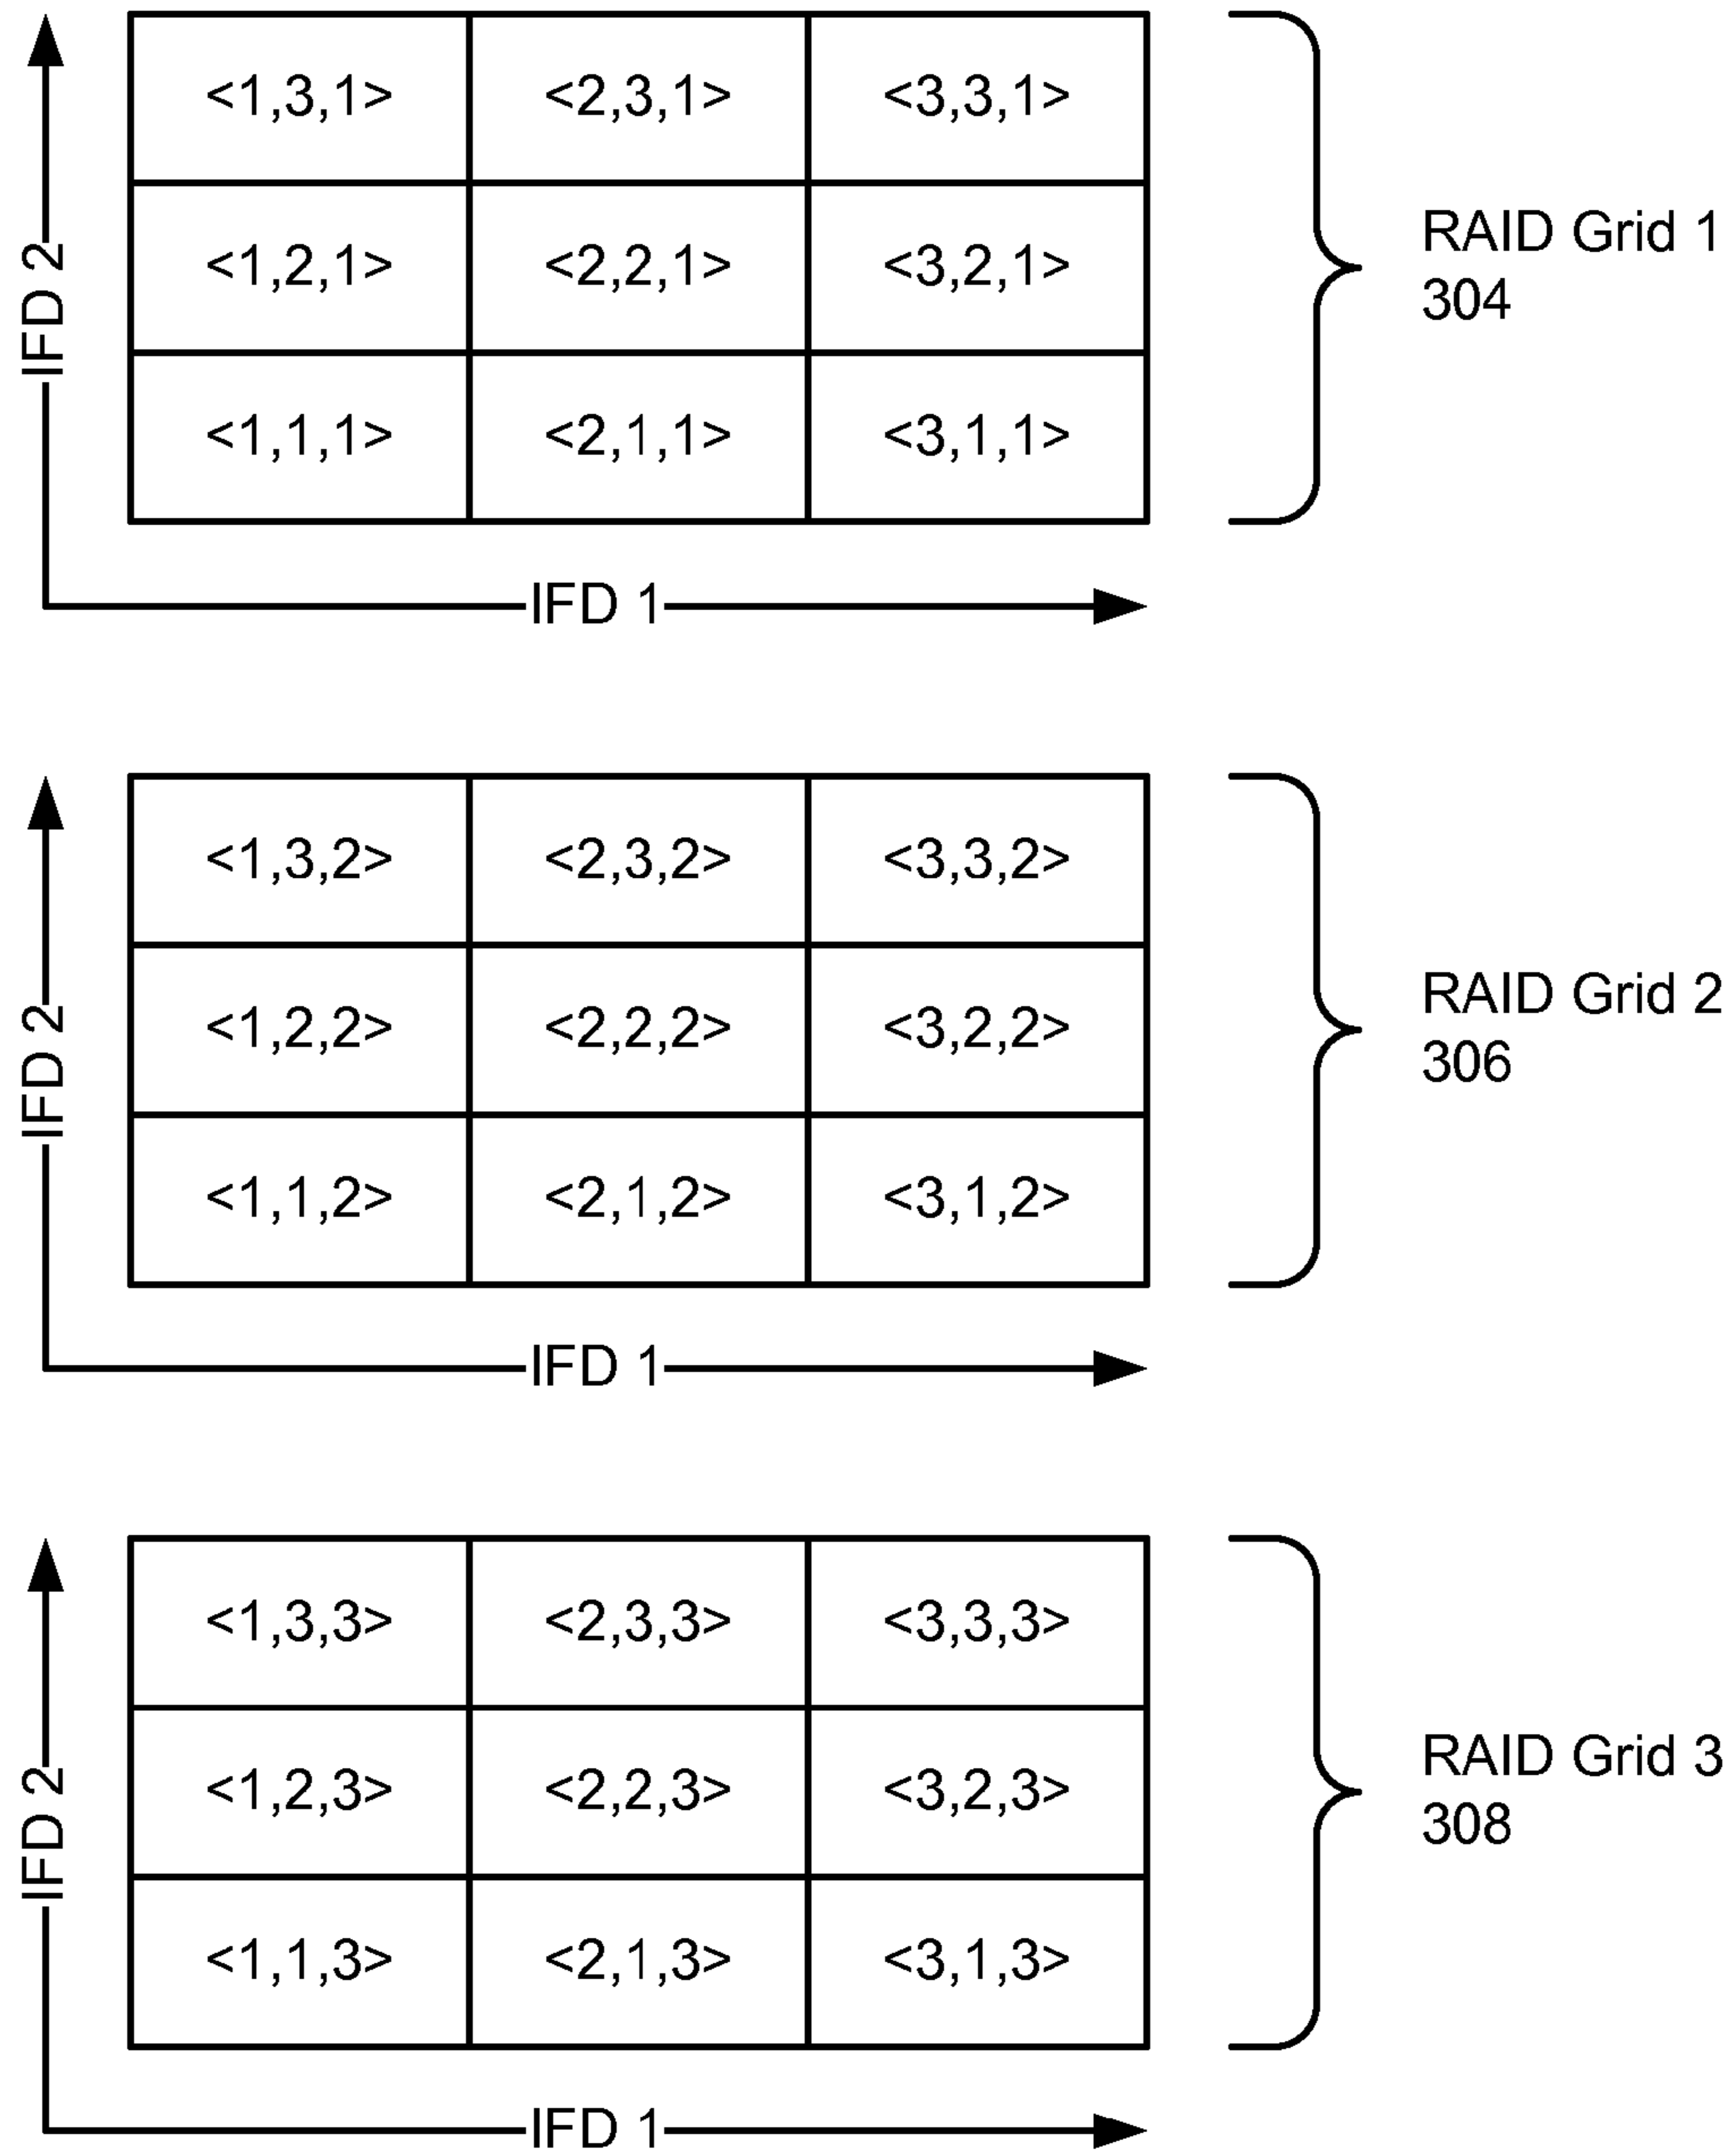 <1,3,1> <2,3,1> <3,3,1>
<1,2,1> <2,2,1> <3,2,1>
<1,1,1> <2,1,1> <3,1,1>
IFD 2
IFD 1
RAID Grid 1
304
<1,3,2> <2,3,2> <3,3,2>
<1,2,2> <2,2,2> <3,2,2>
<1,1,2> <2,1,2> <3,1,2>
IFD 2
IFD 1
RAID Grid 2
306
<1,3,3> <2,3,3> <3,3,3>
<1,2,3> <2,2,3> <3,2,3>
<1,1,3> <2,1,3> <3,1,3>
IFD 2
IFD 1
RAID Grid 3
308